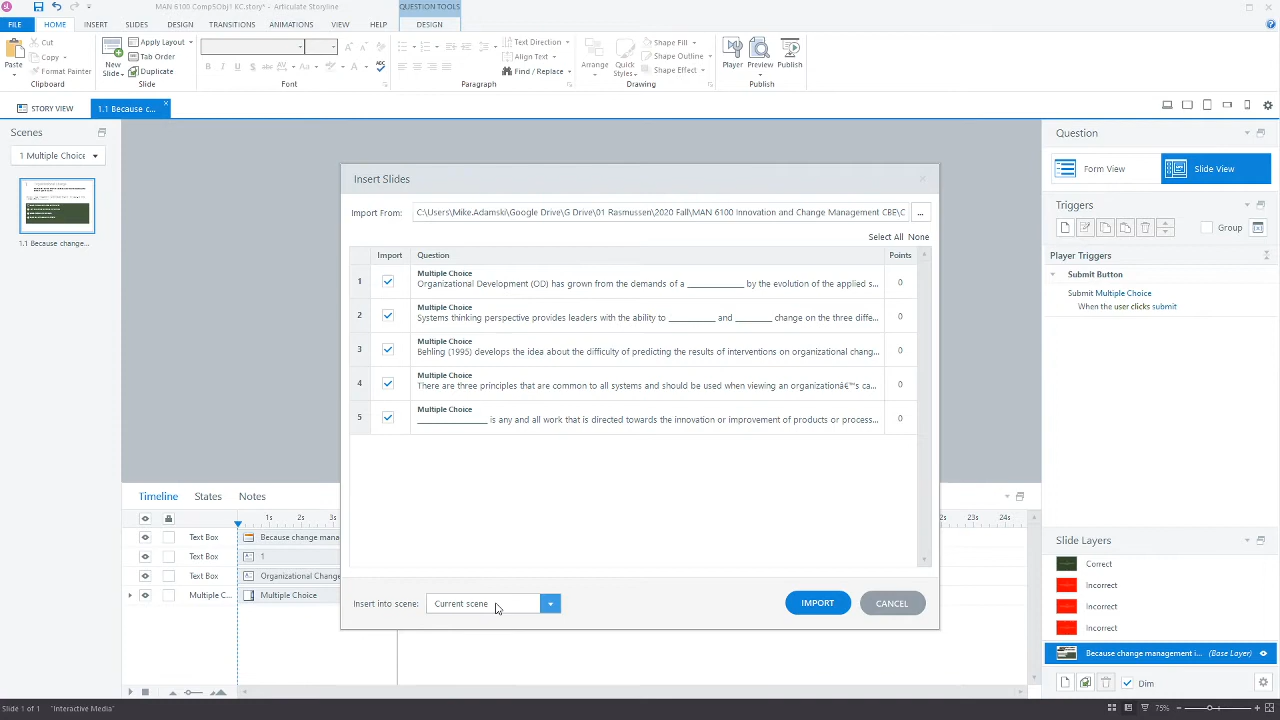 MAN 6100 Comp5Obj1 KC.story* - Articulate Storyline
QUESTION TOOLS
FILE
HOME
INSERT
SLIDES
DESIGN
TRANSITIONS
ANIMATIONS
VIEW
HELP
DESIGN
Paste
Cut
Copy
Format Painter
Clipboard
New Slide
Apply Layout
Tab Order
Duplicate
Slide
Font
Text Direction
Align Text
Find / Replace
Paragraph
Arrange
Quick Styles
Shape Fill
Shape Outline
Shape Effect
Drawing
Player
Preview
Publish
Publish
STORY VIEW
1.1 Because c...
Scenes
1 Multiple Choice
1.1 Because change...
Insert Slides
Import From:
C:\Users\Mike.Adamski\Google Drive\G Drive\01 Rasmussen\2020 Fall\MAN 6100 Innovation and Change Management CBE\C
...
Select All None
Import Question Points
1 Multiple Choice
Organizational Development (OD) has grown from the demands of a ____________ by the evolution of the applied s... 0
2 Multiple Choice
Systems thinking perspective provides leaders with the ability to __________ and ________ change on the three diffe... 0
3 Multiple Choice
Behling (1995) develops the idea about the difficulty of predicting the results of interventions on organizational chang... 0
4 Multiple Choice
There are three principles that are common to all systems and should be used when viewing an organizationâ€™s ca... 0
5 Multiple Choice
_______________ is any and all work that is directed towards the innovation or improvement of products or process... 0
Insert into scene: Current scene
IMPORT
CANCEL
Timeline States Notes
1s 2s 3s
2s 23s 24s
Text Box Because change mana
Text Box 1
Text Box Organizational Change
Multiple C... Multiple Choice
Question
Form View
Slide View
Triggers
Group
Player Triggers
Submit Button
Submit Multiple Choice
When the user clicks submit
Slide Layers
Correct
Incorrect
Incorrect
Incorrect
Because change management i... (Base Layer)
Dim
Slide 1 of 1 "Interactive Media"
75%